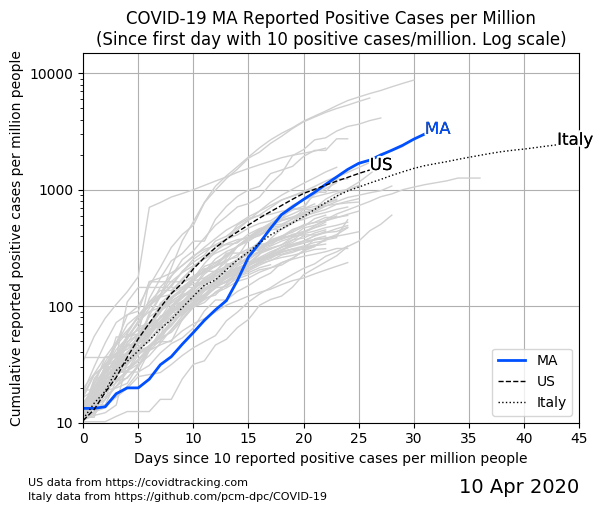 COVID-19 MA Reported Positive Cases per Million
(Since first day with 10 positive cases/million. Log scale)
Cumulative reported positive cases per million people
10000
1000
100
10
MA
US
Italy
MA
US
Italy
0 5 10 15 20 25 30 35 40 45
Days since 10 reported positive cases per million people
US data from https://covidtracking.com
Italy data from https://github.com/pcm-dpc/COVID-19
10 Apr 2020